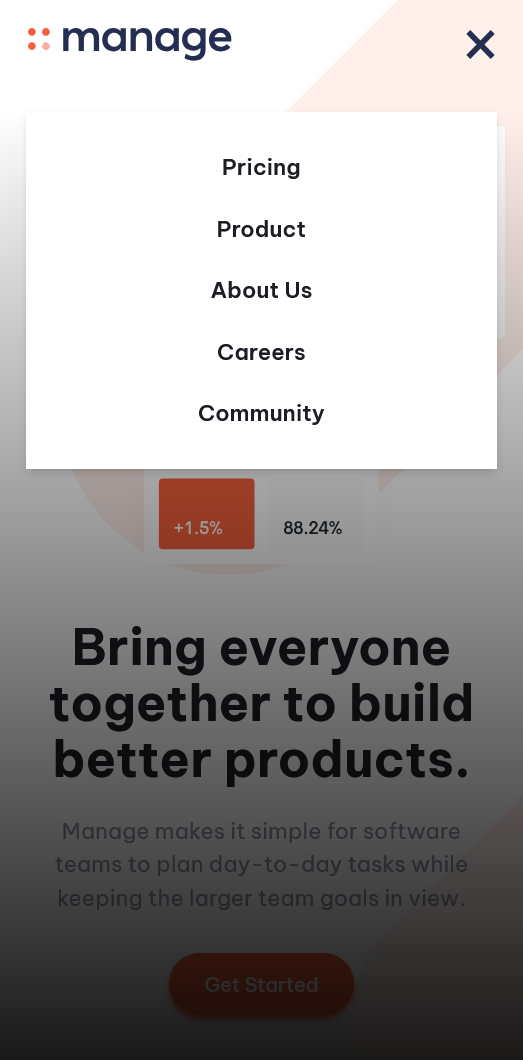 manage
Pricing
Product
About Us
Careers
Community
+1.5%
88.24%
Bring everyone
together to build
better products.
Manage makes it simple for software
teams to plan day-to-day tasks while
keeping the larger team goals in view.
Get Started